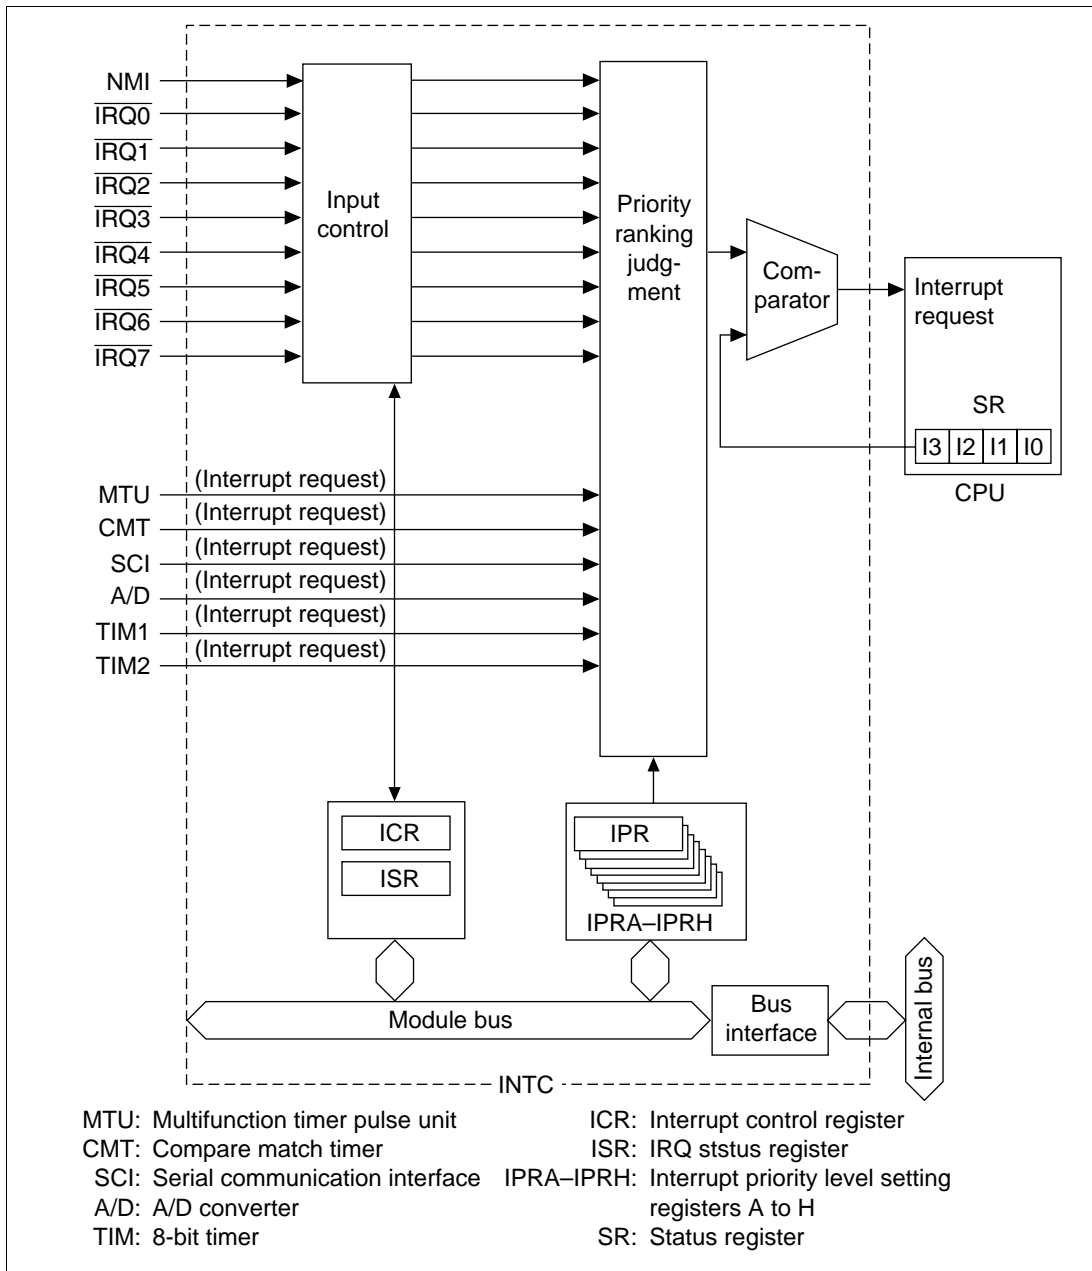 NMI
IRQ0
IRQ1
IRQ2
IRQ3
IRQ4
IRQ5
IRQ6
IRQ7
Input
control
Priority
ranking
judg-
ment
Com-
parator
Interrupt
request
SR
I3 I2 I1 I0
CPU
MTU (Interrupt request)
CMT (Interrupt request)
SCI (Interrupt request)
A/D (Interrupt request)
TIM1 (Interrupt request)
TIM2 (Interrupt request)
ICR
ISR
IPR
IPRA–IPRH
Module bus
Bus
interface
Internal bus
INTC
MTU: Multifunction timer pulse unit
CMT: Compare match timer
SCI: Serial communication interface
A/D: A/D converter
TIM: 8-bit timer
ICR: Interrupt control register
ISR: IRQ ststus register
IPRA–IPRH: Interrupt priority level setting
registers A to H
SR: Status register